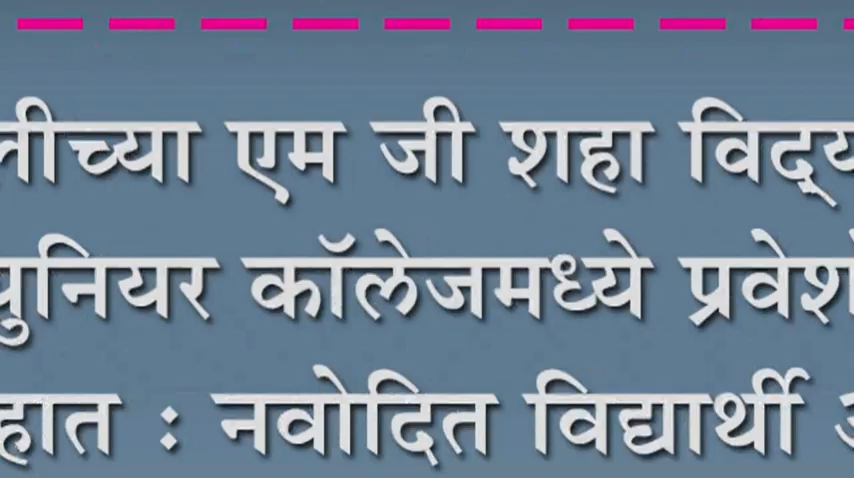 लीच्या एम जी शहा विद्य
युनियर कॉलेजमध्ये प्रवेश
हात : नवोदित विद्यार्थी